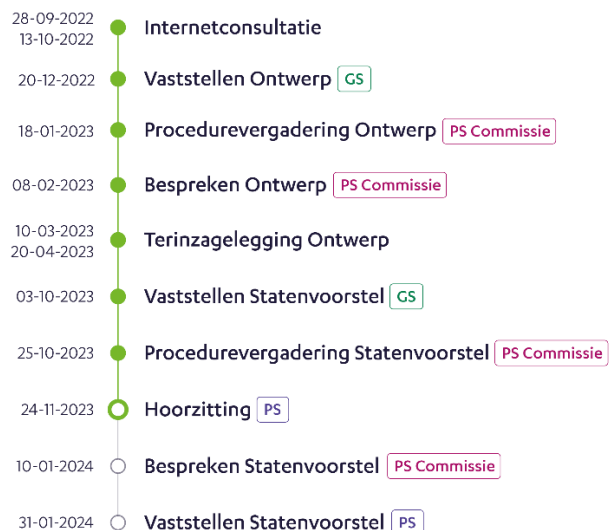 28-09-2022
13-10-2022
Internetconsultatie
20-12-2022 Vaststellen Ontwerp GS
18-01-2023 Procedurevergadering Ontwerp PS Commissie
08-02-2023 Bespreken Ontwerp PS Commissie
10-03-2023
20-04-2023
Terinzagelegging Ontwerp
03-10-2023 Vaststellen Statenvoorstel GS
25-10-2023 Procedurevergadering Statenvoorstel PS Commissie
24-11-2023 Hoorzitting PS
10-01-2024 Bespreken Statenvoorstel PS Commissie
31-01-2024 Vaststellen Statenvoorstel PS